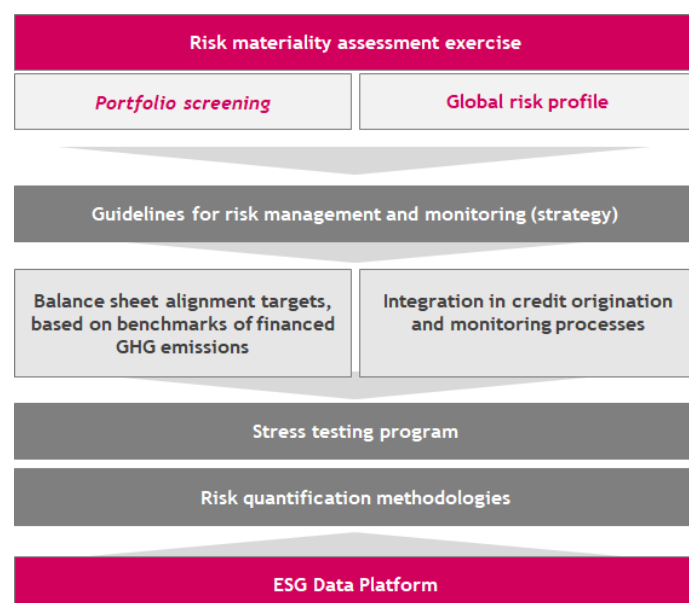 Risk materiality assessment exercise
Portfolio screening
Global risk profile
Guidelines for risk management and monitoring (strategy)
Balance sheet alignment targets,
based on benchmarks of financed
GHG emissions
Integration in credit origination
and monitoring processes
Stress testing program
Risk quantification methodologies
ESG Data Platform